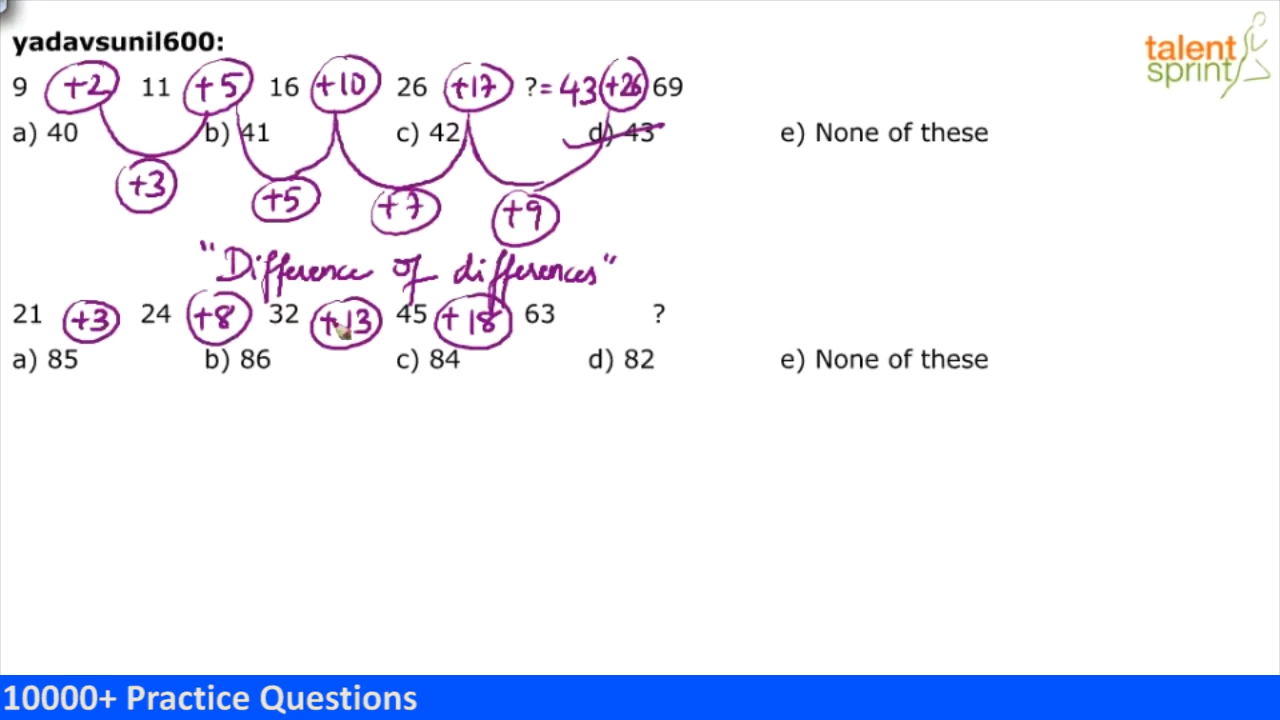 yadavsunil600:
talent
sprint
9 +2 11 +5 16 +10 26 +17 ?= 43 +26 69
a) 40 b) 41 c) 42 d) 43 e) None of these
+3 +5 +7 +9
"Difference of differences"
21 +3 24 +8 32 +13 45 +18 63 ?
a) 85 b) 86 c) 84 d) 82 e) None of these
10000+ Practice Questions